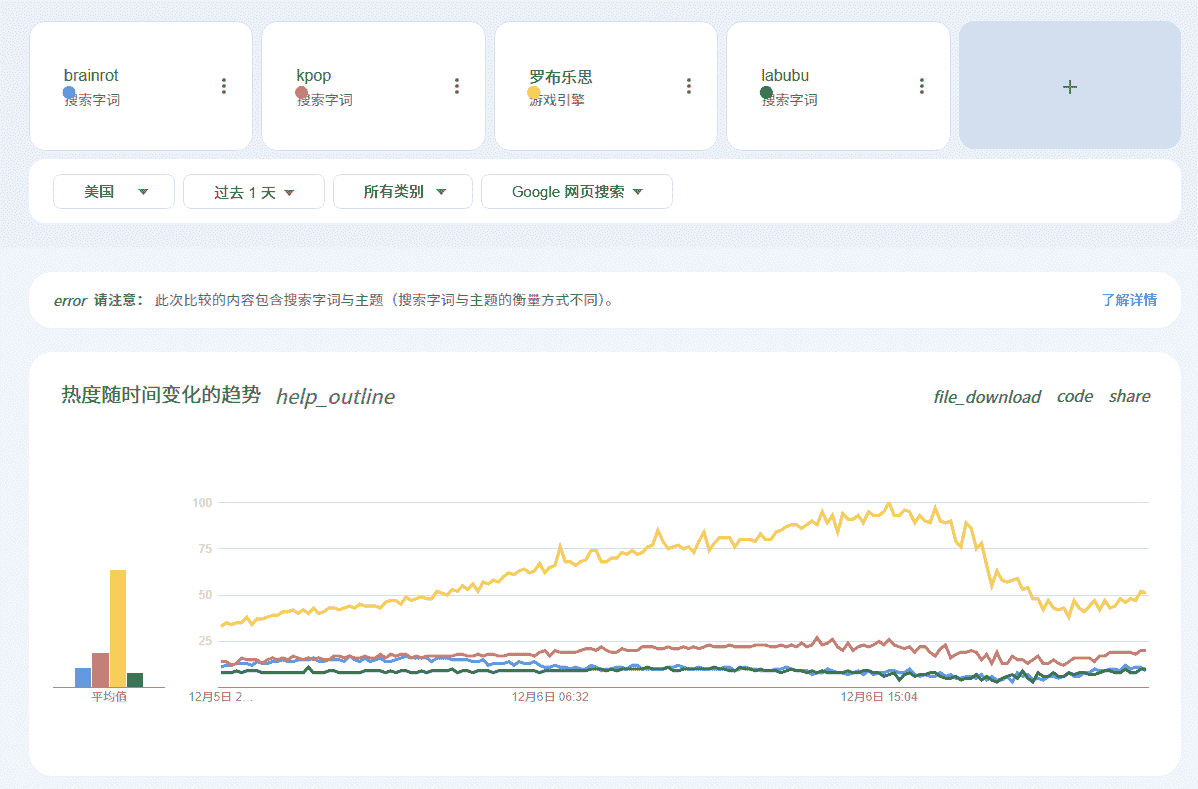 brainrot
搜索字词
kpop
搜索字词
罗布乐思
游戏引擎
labubu
搜索字词
+
美国
过去 1 天
所有类别
Google 网页搜索
error 请注意： 此次比较的内容包含搜索字词与主题（搜索字词与主题的衡量方式不同）。
了解详情
热度随时间变化的趋势 help_outline
file_download code share
100
75
50
25
平均值
12月5日 2…
12月6日 06:32
12月6日 15:04